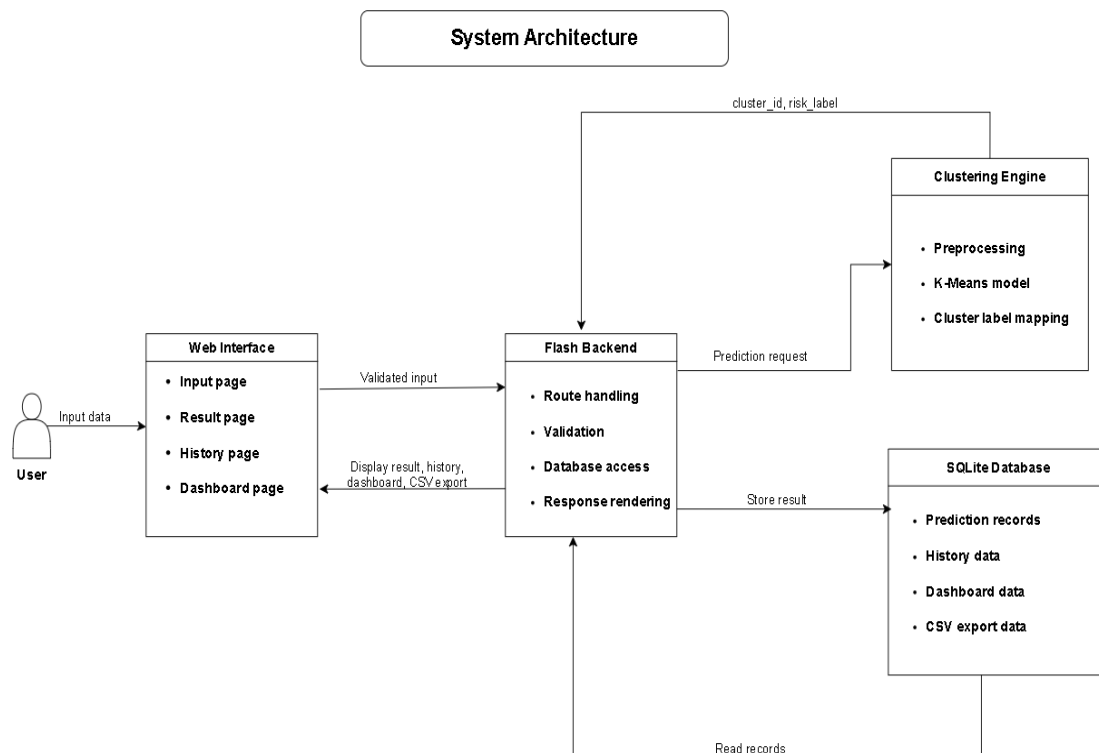 System Architecture
cluster_id, risk_label
Clustering Engine
• Preprocessing
• K-Means model
• Cluster label mapping
Web Interface
• Input page
• Result page
• History page
• Dashboard page
Flash Backend
• Route handling
• Validation
• Database access
• Response rendering
Prediction request
Validated input
Input data
User
Display result, history,
dashboard, CSV export
Store result
SQLite Database
• Prediction records
• History data
• Dashboard data
• CSV export data
Read records